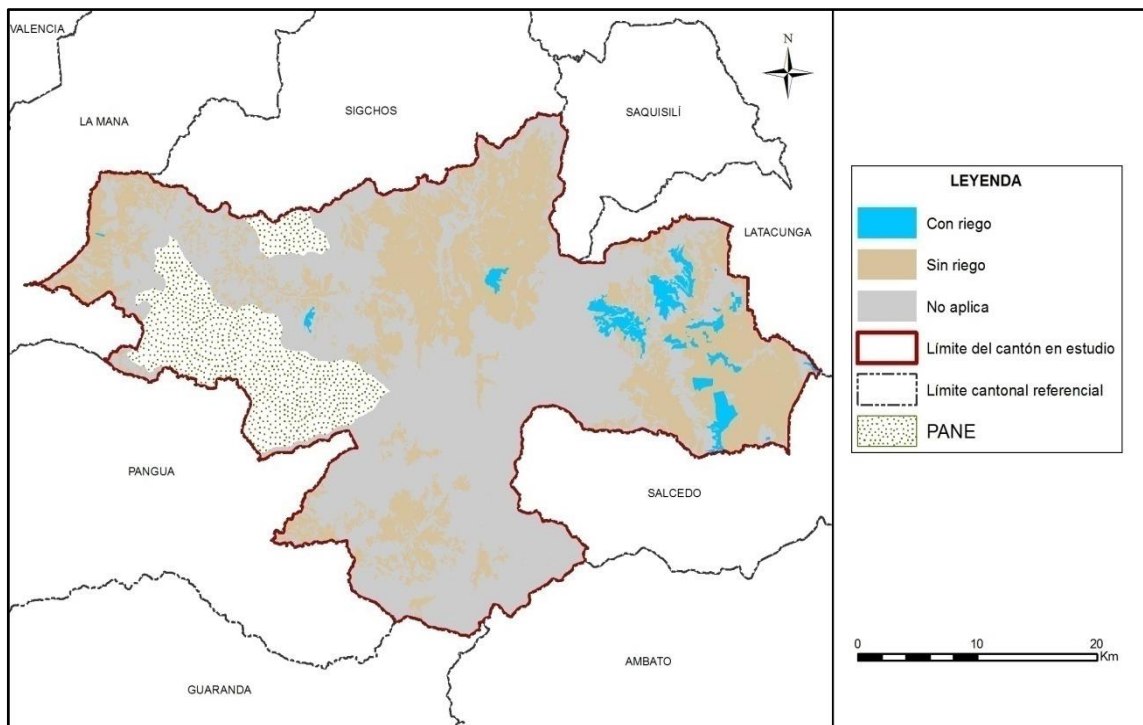 VALENCIA
N
SIGCHOS
SAQUISILÍ
LA MANA
LATACUNGA
PANGUA
SALCEDO
AMBATO
GUARANDA
LEYENDA
Con riego
Sin riego
No aplica
Límite del cantón en estudio
Límite cantonal referencial
PANE
0 10 20
Km